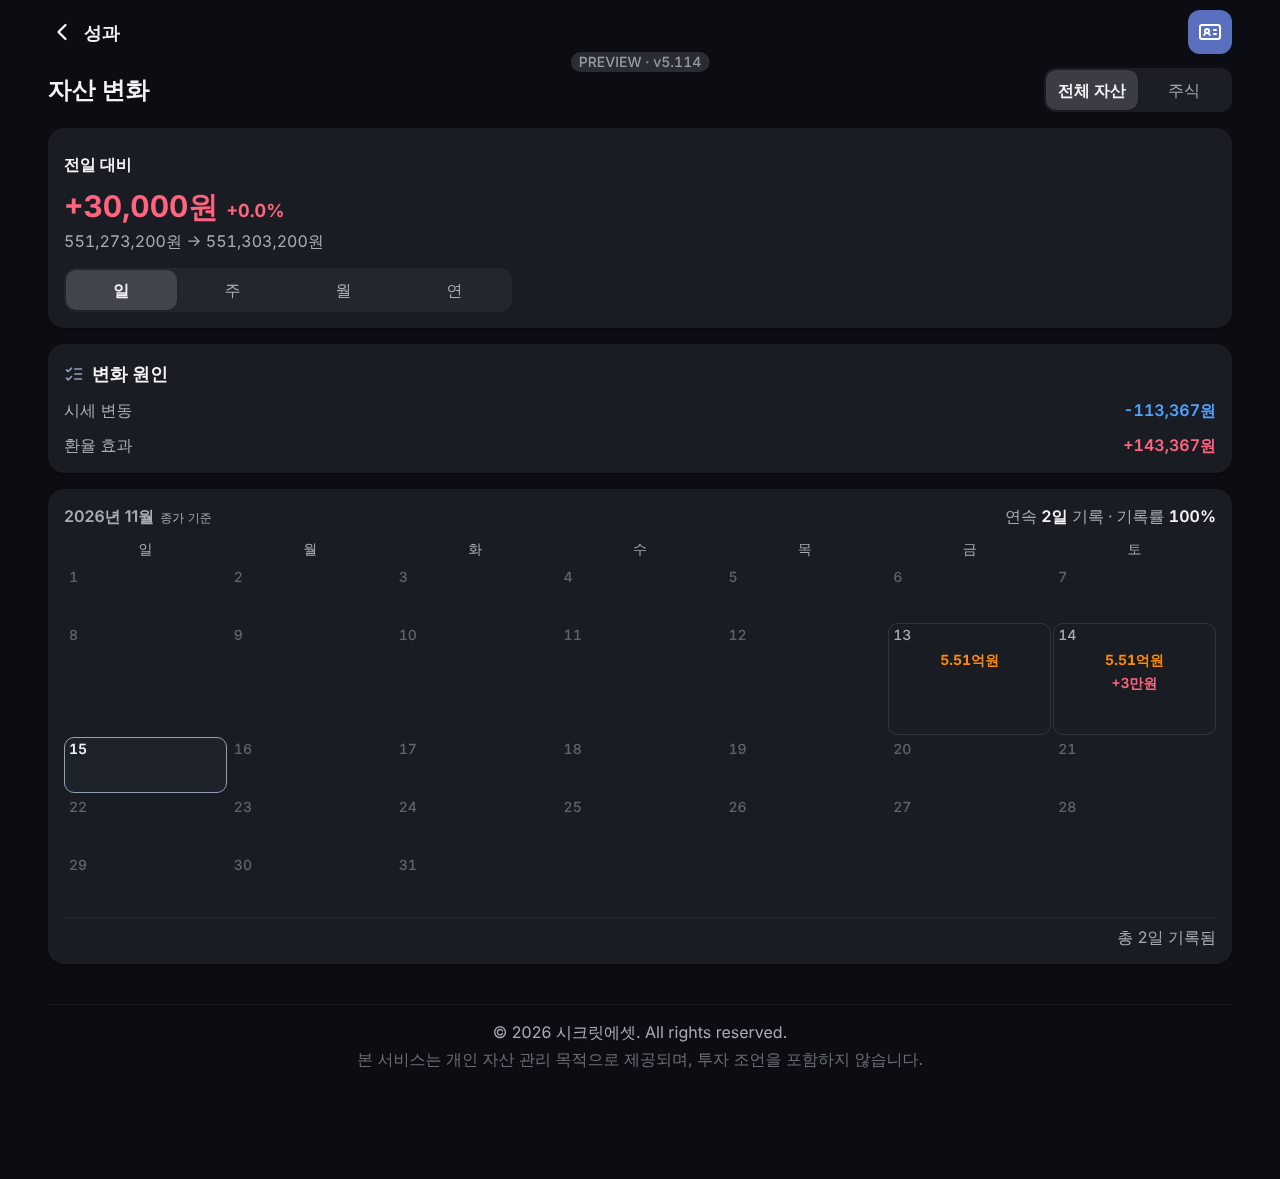 성과
PREVIEW · v5.114
자산 변화
전체 자산 주식
전일 대비
+30,000원 +0.0%
551,273,200원 → 551,303,200원
일 주 월 연
변화 원인
시세 변동 -113,367원
환율 효과 +143,367원
2026년 11월 종가 기준 연속 2일 기록 · 기록률 100%
일 월 화 수 목 금 토
1 2 3 4 5 6 7
8 9 10 11 12 13 14
5.51억원 5.51억원
+3만원
15 16 17 18 19 20 21
22 23 24 25 26 27 28
29 30 31
총 2일 기록됨
© 2026 시크릿에셋. All rights reserved.
본 서비스는 개인 자산 관리 목적으로 제공되며, 투자 조언을 포함하지 않습니다.